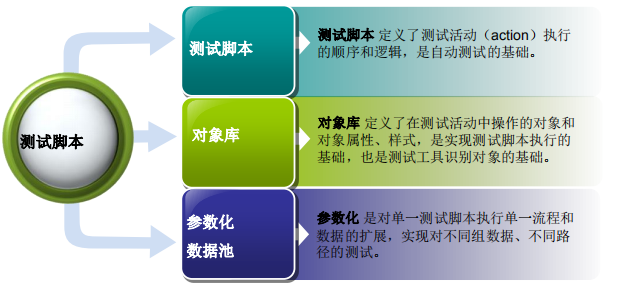 测试脚本
测试脚本
测试脚本 定义了测试活动（action）执行
的顺序和逻辑，是自动测试的基础。
对象库
对象库 定义了在测试活动中操作的对象和
对象属性、样式，是实现测试脚本执行的
基础，也是测试工具识别对象的基础。
参数化
数据池
参数化 是对单一测试脚本执行单一流程和
数据的扩展，实现对不同组数据、不同路
径的测试。